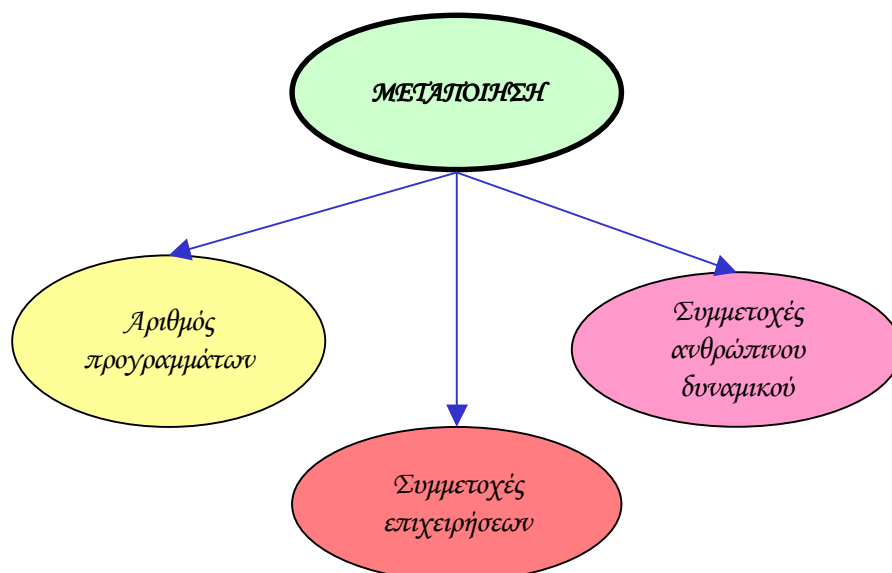 ΜΕΤΑΠΟΙΗΣΗ
Αριθμός
προγραμμάτων
Συμμετοχές
ανθρώπινου
δυναμικού
Συμμετοχές
επιχειρήσεων